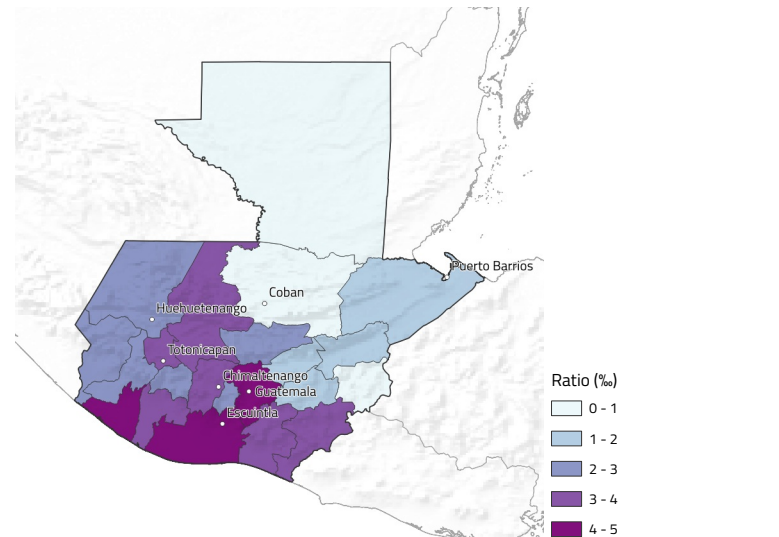 Puerto Barrios
Coban
Huehuetenango
Totonicapan
Chimaltenango
Guatemala
Escuintla
Ratio (‰)
0 - 1
1 - 2
2 - 3
3 - 4
4 - 5